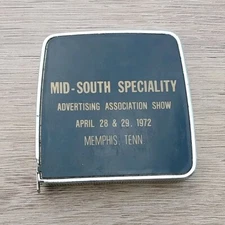 MID-SOUTH SPECIALITY
ADVERTISING ASSOCIATION SHOW
APRIL 28 & 29, 1972
MEMPHIS, TENN